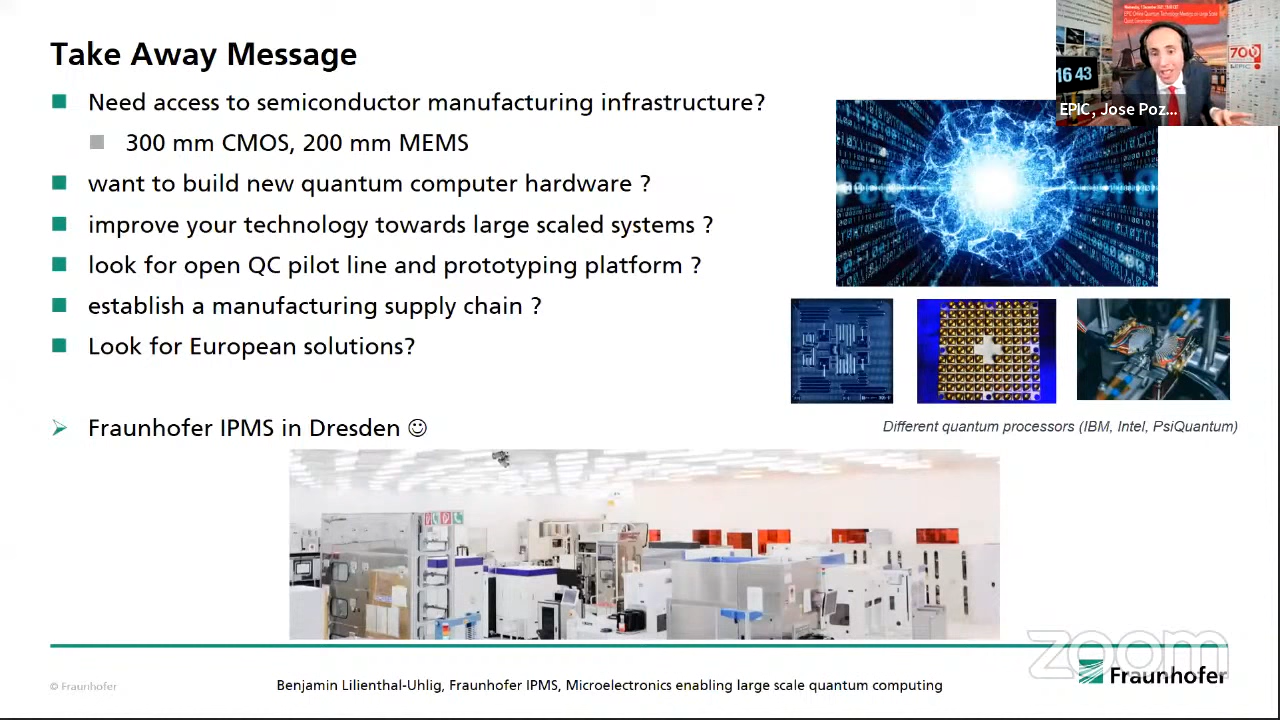 Take Away Message
Need access to semiconductor manufacturing infrastructure?
300 mm CMOS, 200 mm MEMS
want to build new quantum computer hardware ?
improve your technology towards large scaled systems ?
look for open QC pilot line and prototyping platform ?
establish a manufacturing supply chain ?
Look for European solutions?
Fraunhofer IPMS in Dresden ☺
16 43
700
EPIC
EPIC, Jose Poz...
Different quantum processors (IBM, Intel, PsiQuantum)
© Fraunhofer
Benjamin Lilienthal-Uhlig, Fraunhofer IPMS, Microelectronics enabling large scale quantum computing
zoom
Fraunhofer